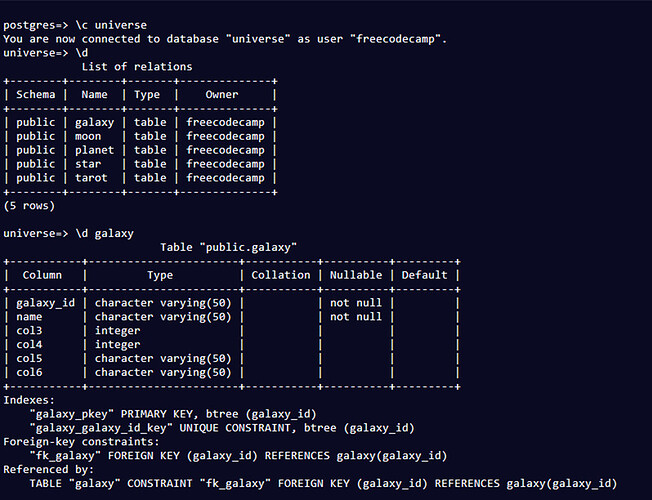 postgres=> \c universe
You are now connected to database "universe" as user "freecodecamp".
universe=> \d
             List of relations
+--------+--------+-------+--------------+
| Schema |  Name  | Type  |    Owner     |
+--------+--------+-------+--------------+
| public | galaxy | table | freecodecamp |
| public | moon   | table | freecodecamp |
| public | planet | table | freecodecamp |
| public | star   | table | freecodecamp |
| public | tarot  | table | freecodecamp |
+--------+--------+-------+--------------+
(5 rows)

universe=> \d galaxy
                         Table "public.galaxy"
+-----------+-----------------------+-----------+----------+---------+
|  Column   |         Type          | Collation | Nullable | Default |
+-----------+-----------------------+-----------+----------+---------+
| galaxy_id | character varying(50) |           | not null |         |
| name      | character varying(50) |           | not null |         |
| col3      | integer               |           |          |         |
| col4      | integer               |           |          |         |
| col5      | character varying(50) |           |          |         |
| col6      | character varying(50) |           |          |         |
+-----------+-----------------------+-----------+----------+---------+
Indexes:
    "galaxy_pkey" PRIMARY KEY, btree (galaxy_id)
    "galaxy_galaxy_id_key" UNIQUE CONSTRAINT, btree (galaxy_id)
Foreign-key constraints:
    "fk_galaxy" FOREIGN KEY (galaxy_id) REFERENCES galaxy(galaxy_id)
Referenced by:
    TABLE "galaxy" CONSTRAINT "fk_galaxy" FOREIGN KEY (galaxy_id) REFERENCES galaxy(galaxy_id)